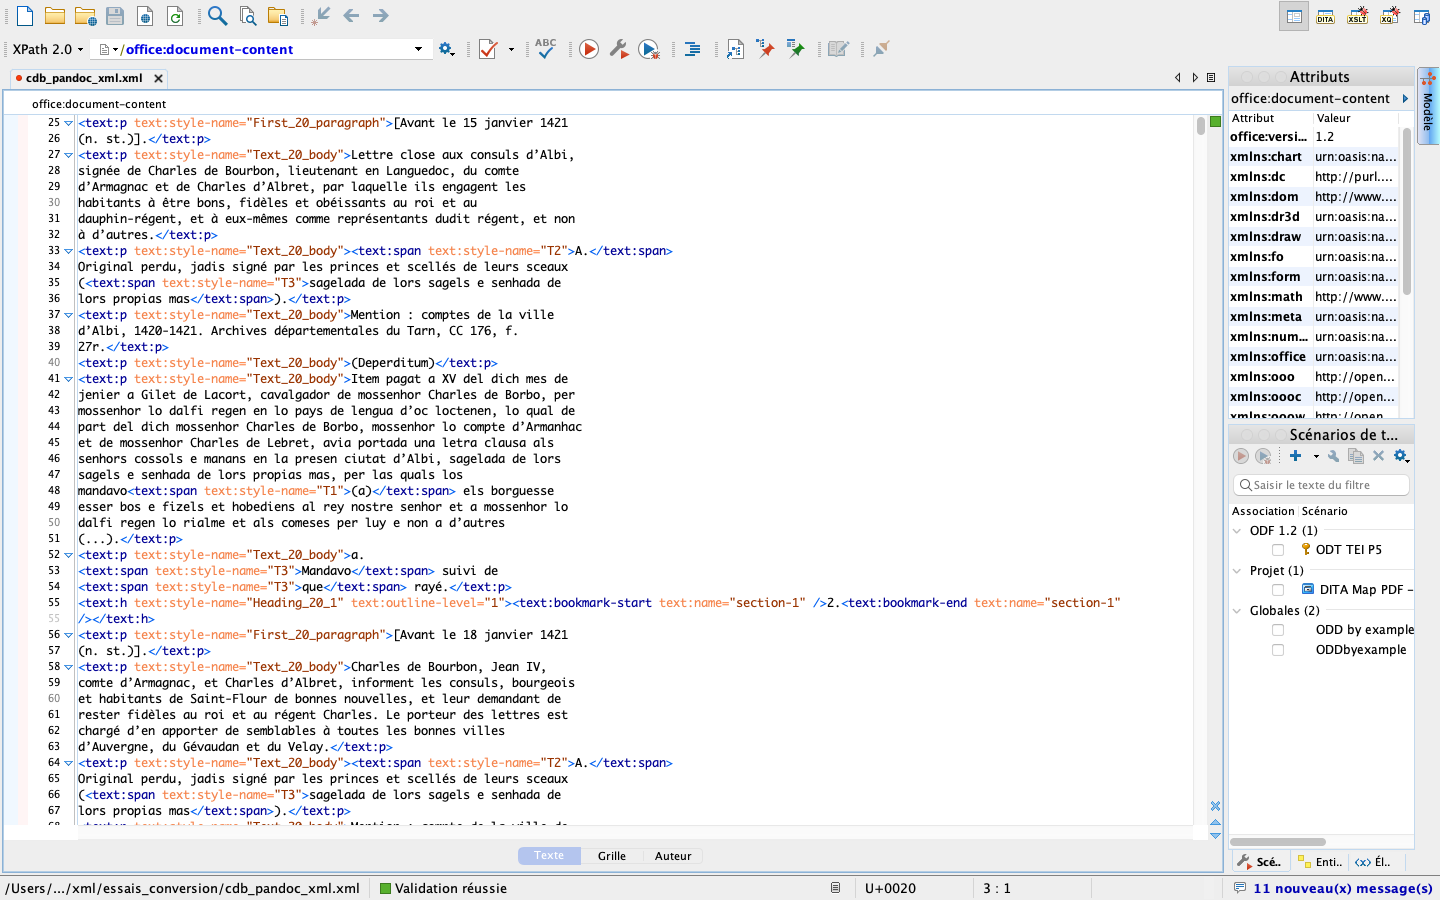 DITA
XSLT
XQ
XPath 2.0
/office:document-content
ABC
cdb_pandoc_xml.xml
office:document-content
25 <text:p text:style-name="First_20_paragraph">[Avant le 15 janvier 1421
26 (n. st.)].</text:p>
27 <text:p text:style-name="Text_20_body">Lettre close aux consuls d’Albi,
28 signée de Charles de Bourbon, lieutenant en Languedoc, du comte
29 d’Armagnac et de Charles d’Albret, par laquelle ils engagent les
30 habitants à être bons, fidèles et obéissants au roi et au
31 dauphin-régent, et à eux-mêmes comme représentants dudit régent, et non
32 à d’autres.</text:p>
33 <text:p text:style-name="Text_20_body"><text:span text:style-name="T2">A.</text:span>
34 Original perdu, jadis signé par les princes et scellés de leurs sceaux
35 (<text:span text:style-name="T3">sagelada de lors sagels e senhada de
36 lors propias mas</text:span>).</text:p>
37 <text:p text:style-name="Text_20_body">Mention : comptes de la ville
38 d’Albi, 1420-1421. Archives départementales du Tarn, CC 176, f.
39 27r.</text:p>
40 <text:p text:style-name="Text_20_body">(Deperditum)</text:p>
41 <text:p text:style-name="Text_20_body">Item pagat a XV del dich mes de
42 jenier a Gilet de Lacort, cavalgador de mossenhor Charles de Borbo, per
43 mossenhor lo dalfi regen en lo pays de lengua d’oc loctenen, lo qual de
44 part del dich mossenhor Charles de Borbo, mossenhor lo compte d’Armanhac
45 et de mossenhor Charles de Lebret, avia portada una letra clausa als
46 senhors cossols e manans en la presen ciutat d’Albi, sagelada de lors
47 sagels e senhada de lors propias mas, per las quals los
48 mandavo<text:span text:style-name="T1">(a)</text:span> els borguesse
49 esser bos e fizels et hobediens al rey nostre senhor et a mossenhor lo
50 dalfi regen lo rialme et als comeses per luy e non a d’autres
51 (...).</text:p>
52 <text:p text:style-name="Text_20_body">a.
53 <text:span text:style-name="T3">Mandavo</text:span> suivi de
54 <text:span text:style-name="T3">que</text:span> rayé.</text:p>
55 <text:h text:style-name="Heading_20_1" text:outline-level="1"><text:bookmark-start text:name="section-1" />2.<text:bookmark-end text:name="section-1"
55 /></text:h>
56 <text:p text:style-name="First_20_paragraph">[Avant le 18 janvier 1421
57 (n. st.)].</text:p>
58 <text:p text:style-name="Text_20_body">Charles de Bourbon, Jean IV,
59 comte d’Armagnac, et Charles d’Albret, informent les consuls, bourgeois
60 et habitants de Saint-Flour de bonnes nouvelles, et leur demandant de
61 rester fidèles au roi et au régent Charles. Le porteur des lettres est
62 chargé d’en apporter de semblables à toutes les bonnes villes
63 d’Auvergne, du Gévaudan et du Velay.</text:p>
64 <text:p text:style-name="Text_20_body"><text:span text:style-name="T2">A.</text:span>
65 Original perdu, jadis signé par les princes et scellés de leurs sceaux
66 (<text:span text:style-name="T3">sagelada de lors sagels e senhada de
67 lors propias mas</text:span>).</text:p>
Texte Grille Auteur
/Users/.../xml/essais_conversion/cdb_pandoc_xml.xml
Validation réussie
U+0020
3 : 1
11 nouveau(x) message(s)
Attributs
office:document-content
Attribut Valeur
office:versi... 1.2
xmlns:chart urn:oasis:na...
xmlns:dc http://purl....
xmlns:dom http://www....
xmlns:dr3d urn:oasis:na...
xmlns:draw urn:oasis:na...
xmlns:fo urn:oasis:na...
xmlns:form urn:oasis:na...
xmlns:math http://www....
xmlns:meta urn:oasis:na...
xmlns:num... urn:oasis:na...
xmlns:office urn:oasis:na...
xmlns:ooo http://open...
xmlns:oooc http://open...
xmlns:ooow http://open
Modèle
Scénarios de t...
Saisir le texte du filtre
Association Scénario
ODF 1.2 (1)
ODT TEI P5
Projet (1)
DITA Map PDF –
Globales (2)
ODD by example
ODDbyexample
Scé.. Enti.. <x> Él..